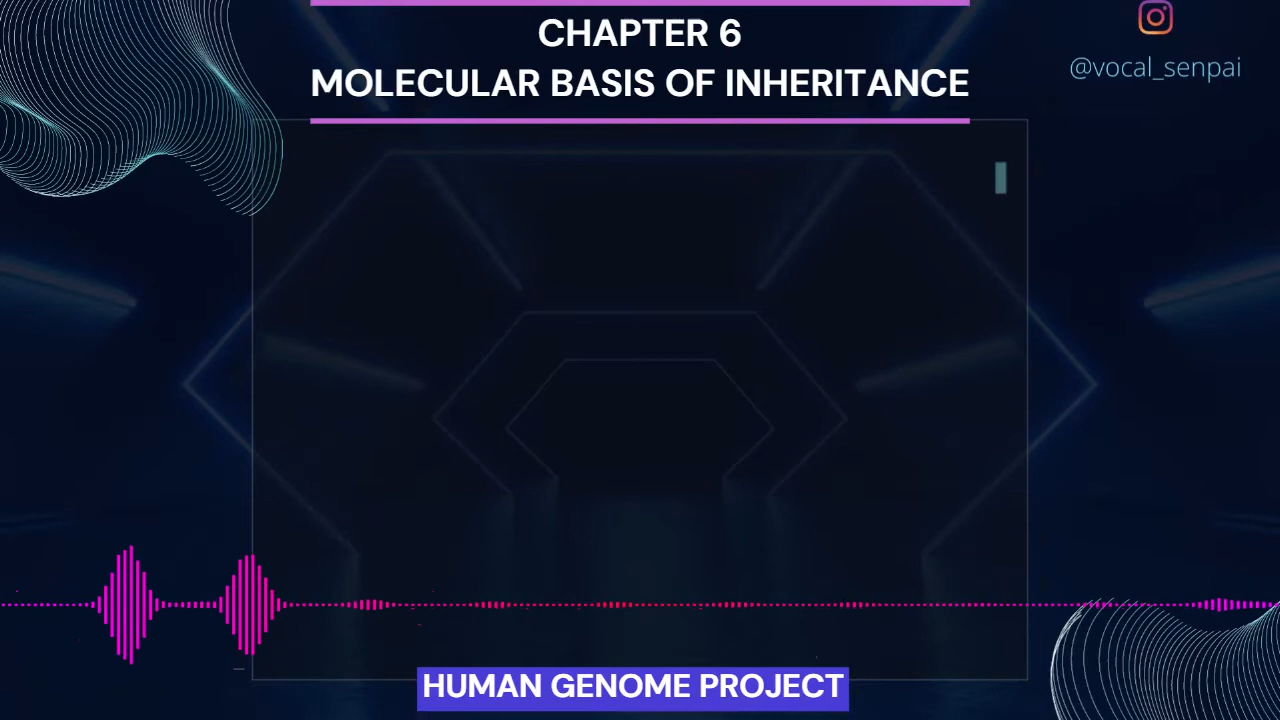 CHAPTER 6
MOLECULAR BASIS OF INHERITANCE
@vocal_senpai
HUMAN GENOME PROJECT